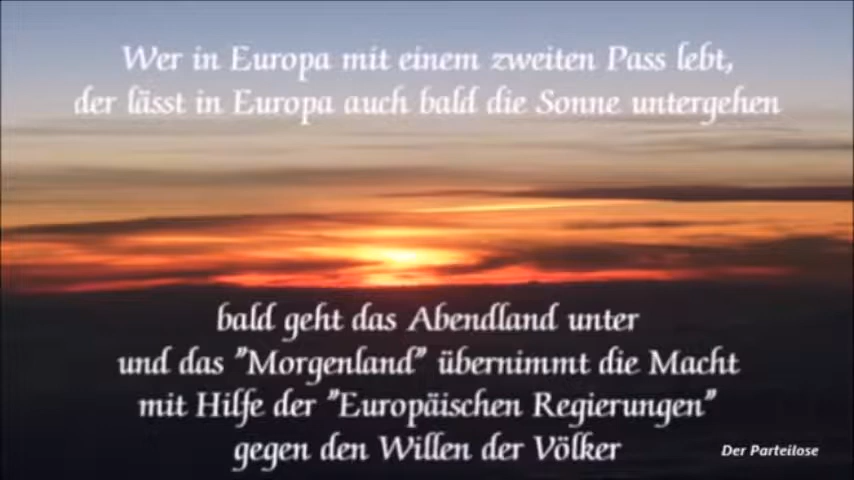 Wer in Europa mit einem zweiten Pass lebt,
der lässt in Europa auch bald die Sonne untergehen
bald geht das Abendland unter
und das "Morgenland" übernimmt die Macht
mit Hilfe der "Europäischen Regierungen"
gegen den Willen der Völker
Der Parteilose